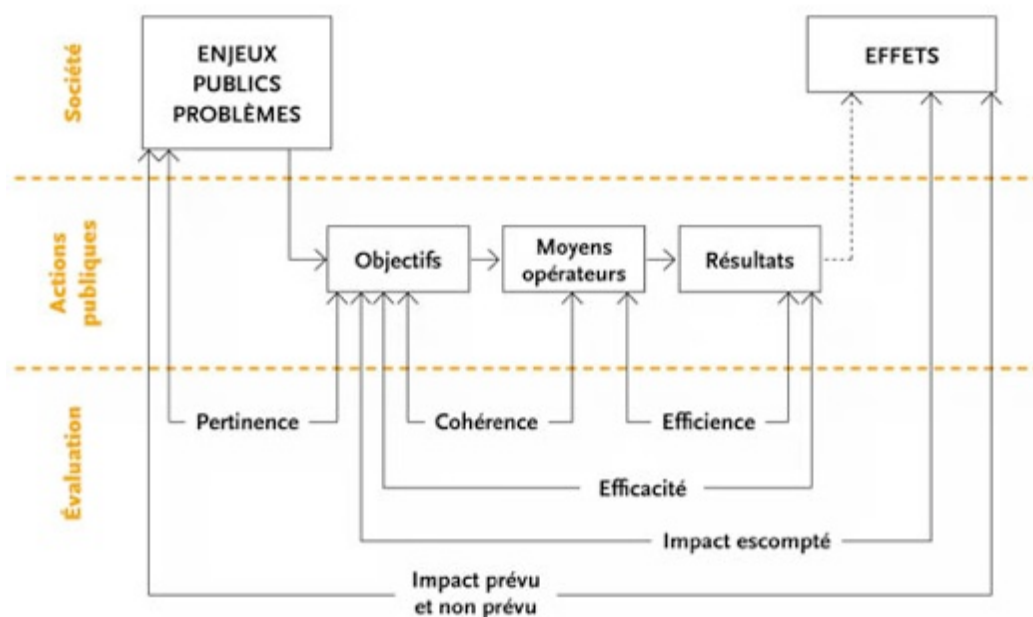 Société
ENJEUX
PUBLICS
PROBLÈMES
EFFETS
Actions
publiques
Objectifs
Moyens
opérateurs
Résultats
Évaluation
Pertinence
Cohérence
Efficience
Efficacité
Impact escompté
Impact prévu
et non prévu